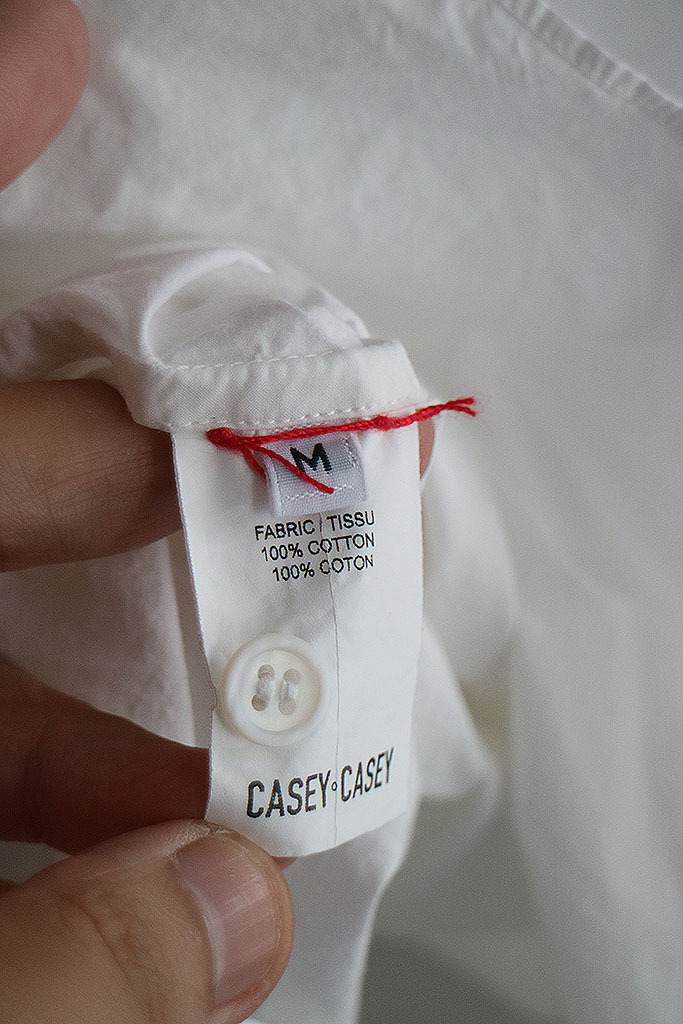 M
FABRIC / TISSU
100% COTTON
100% COTON
CASEY°CASEY